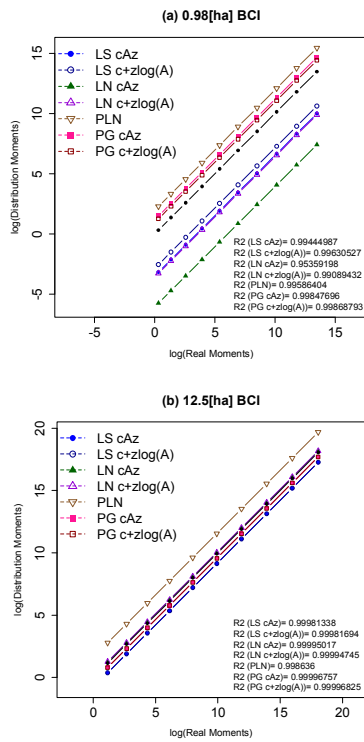 (a) 0.98[ha] BCI
log(Distribution Moments)
15
10
5
0
-5
LS cAz
LS c+zlog(A)
LN cAz
LN c+zlog(A)
PLN
PG cAz
PG c+zlog(A)
R2 (LS cAz)= 0.99444987
R2 (LS c+zlog(A))= 0.99630527
R2 (LN cAz)= 0.95359198
R2 (LN c+zlog(A))= 0.99089432
R2 (PLN)= 0.99586404
R2 (PG cAz)= 0.99847696
R2 (PG c+zlog(A))= 0.99868793
-5 0 5 10 15
log(Real Moments)
(b) 12.5[ha] BCI
log(Distribution Moments)
20
15
10
5
0
LS cAz
LS c+zlog(A)
LN cAz
LN c+zlog(A)
PLN
PG cAz
PG c+zlog(A)
R2 (LS cAz)= 0.99981338
R2 (LS c+zlog(A))= 0.99981694
R2 (LN cAz)= 0.99995017
R2 (LN c+zlog(A))= 0.99994745
R2 (PLN)= 0.998636
R2 (PG cAz)= 0.99996757
R2 (PG c+zlog(A))= 0.99996825
0 5 10 15 20
log(Real Moments)